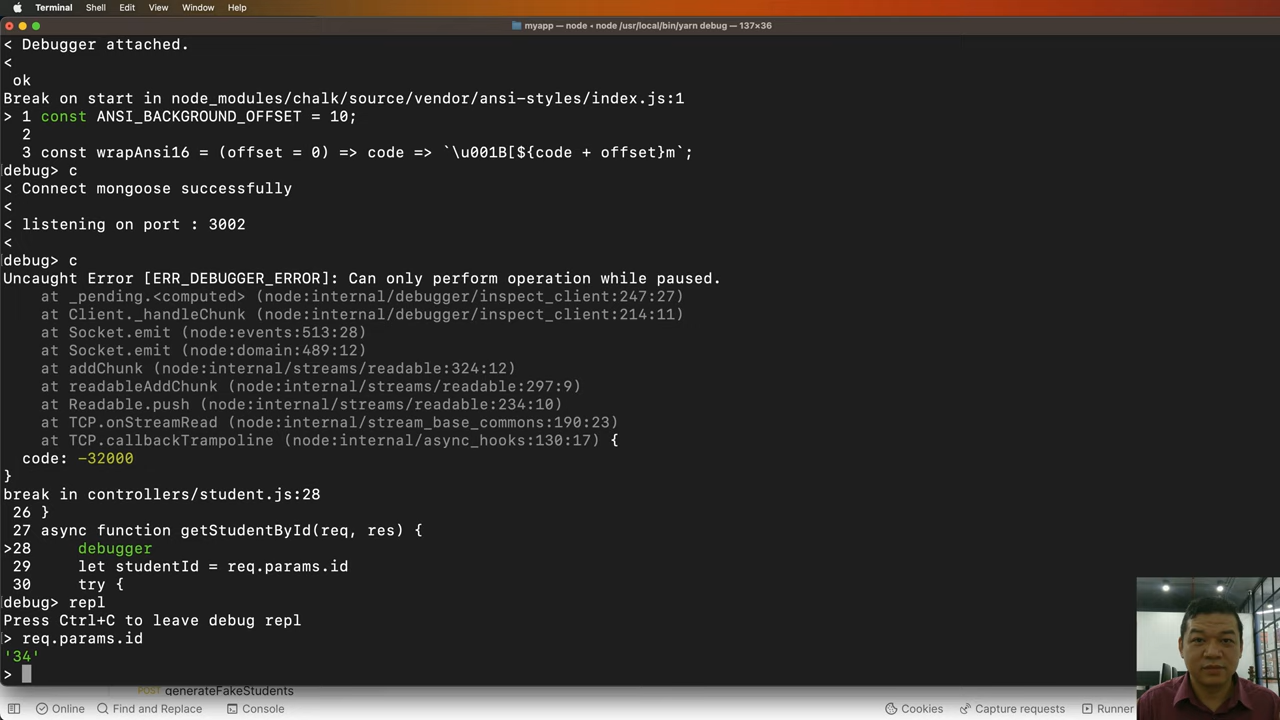 Terminal Shell Edit View Window Help
myapp — node ◂ node /usr/local/bin/yarn debug — 137×36
< Debugger attached.
<
ok
Break on start in node_modules/chalk/source/vendor/ansi-styles/index.js:1
> 1 const ANSI_BACKGROUND_OFFSET = 10;
2
3 const wrapAnsi16 = (offset = 0) => code => `\u001B[${code + offset}m`;
debug> c
< Connect mongoose successfully
<
< listening on port : 3002
<
debug> c
Uncaught Error [ERR_DEBUGGER_ERROR]: Can only perform operation while paused.
at _pending.<computed> (node:internal/debugger/inspect_client:247:27)
at Client._handleChunk (node:internal/debugger/inspect_client:214:11)
at Socket.emit (node:events:513:28)
at Socket.emit (node:domain:489:12)
at addChunk (node:internal/streams/readable:324:12)
at readableAddChunk (node:internal/streams/readable:297:9)
at Readable.push (node:internal/streams/readable:234:10)
at TCP.onStreamRead (node:internal/stream_base_commons:190:23)
at TCP.callbackTrampoline (node:internal/async_hooks:130:17) {
code: -32000
}
break in controllers/student.js:28
26 }
27 async function getStudentById(req, res) {
>28 debugger
29 let studentId = req.params.id
30 try {
debug> repl
Press Ctrl+C to leave debug repl
> req.params.id
'34'
>
POST generateFakeStudents
Online Find and Replace Console Cookies Capture requests Runner